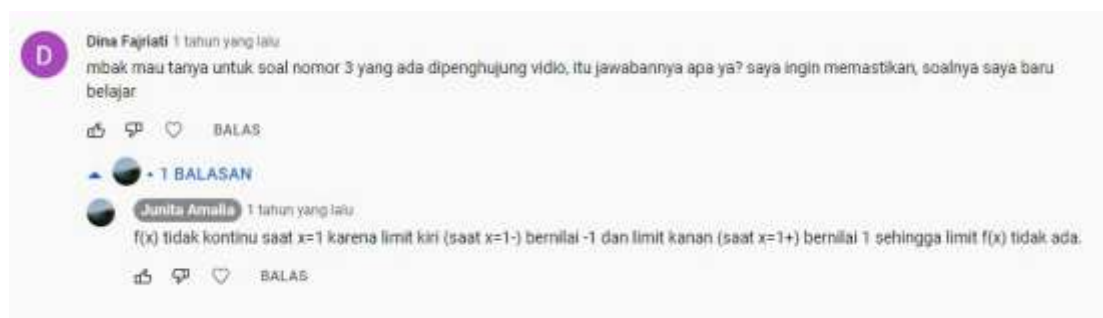 D
Dina Fajriati 1 tahun yang lalu
mbak mau tanya untuk soal nomor 3 yang ada dipenghujung vidio, itu jawabannya apa ya? saya ingin memastikan, soalnya saya baru
belajar
BALAS
1 BALASAN
Junita Amalia 1 tahun yang lalu
f(x) tidak kontinu saat x=1 karena limit kiri (saat x=1-) bernilai -1 dan limit kanan (saat x=1+) bernilai 1 sehingga limit f(x) tidak ada.
BALAS